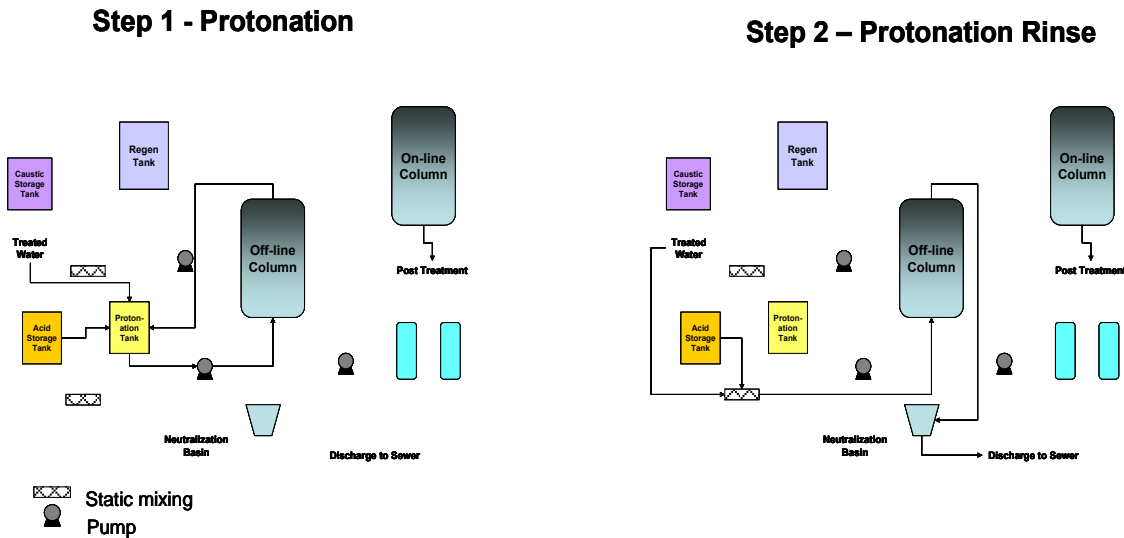 Step 1 - Protonation
Regen
Tank
Caustic
Storage
Tank
On-line
Column
Treated
Water
Off-line
Column
Post Treatment
Acid
Storage
Tank
Proton-
ation
Tank
Neutralization
Basin
Discharge to Sewer
Static mixing
Pump
Step 2 – Protonation Rinse
Regen
Tank
Caustic
Storage
Tank
On-line
Column
Treated
Water
Off-line
Column
Post Treatment
Acid
Storage
Tank
Proton-
ation
Tank
Neutralization
Basin
Discharge to Sewer